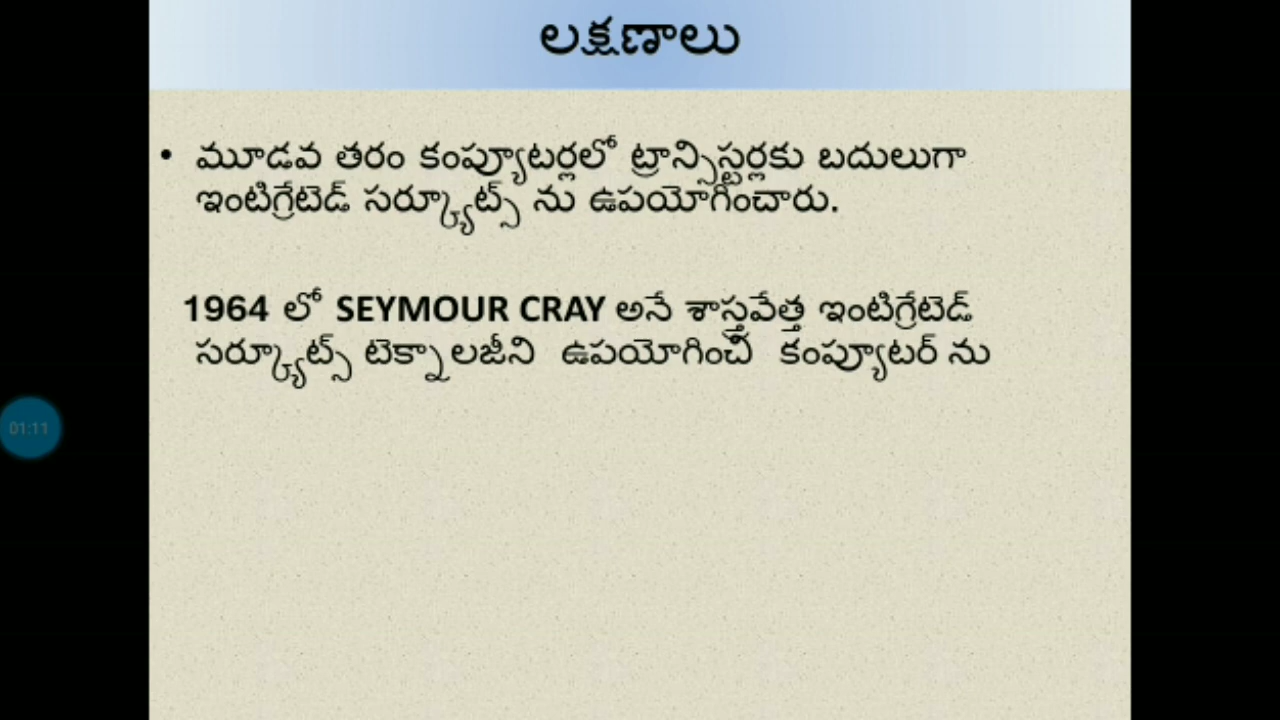 లక్షణాలు
• మూడవ తరం కంప్యూటర్లలో ట్రాన్సిస్టర్లకు బదులుగా
ఇంటిగ్రేటెడ్ సర్క్యూట్స్ ను ఉపయోగించారు.
1964 లో SEYMOUR CRAY అనే శాస్త్రవేత్త ఇంటిగ్రేటెడ్
సర్క్యూట్స్ టెక్నాలజీని ఉపయోగించి కంప్యూటర్ ను
01:11